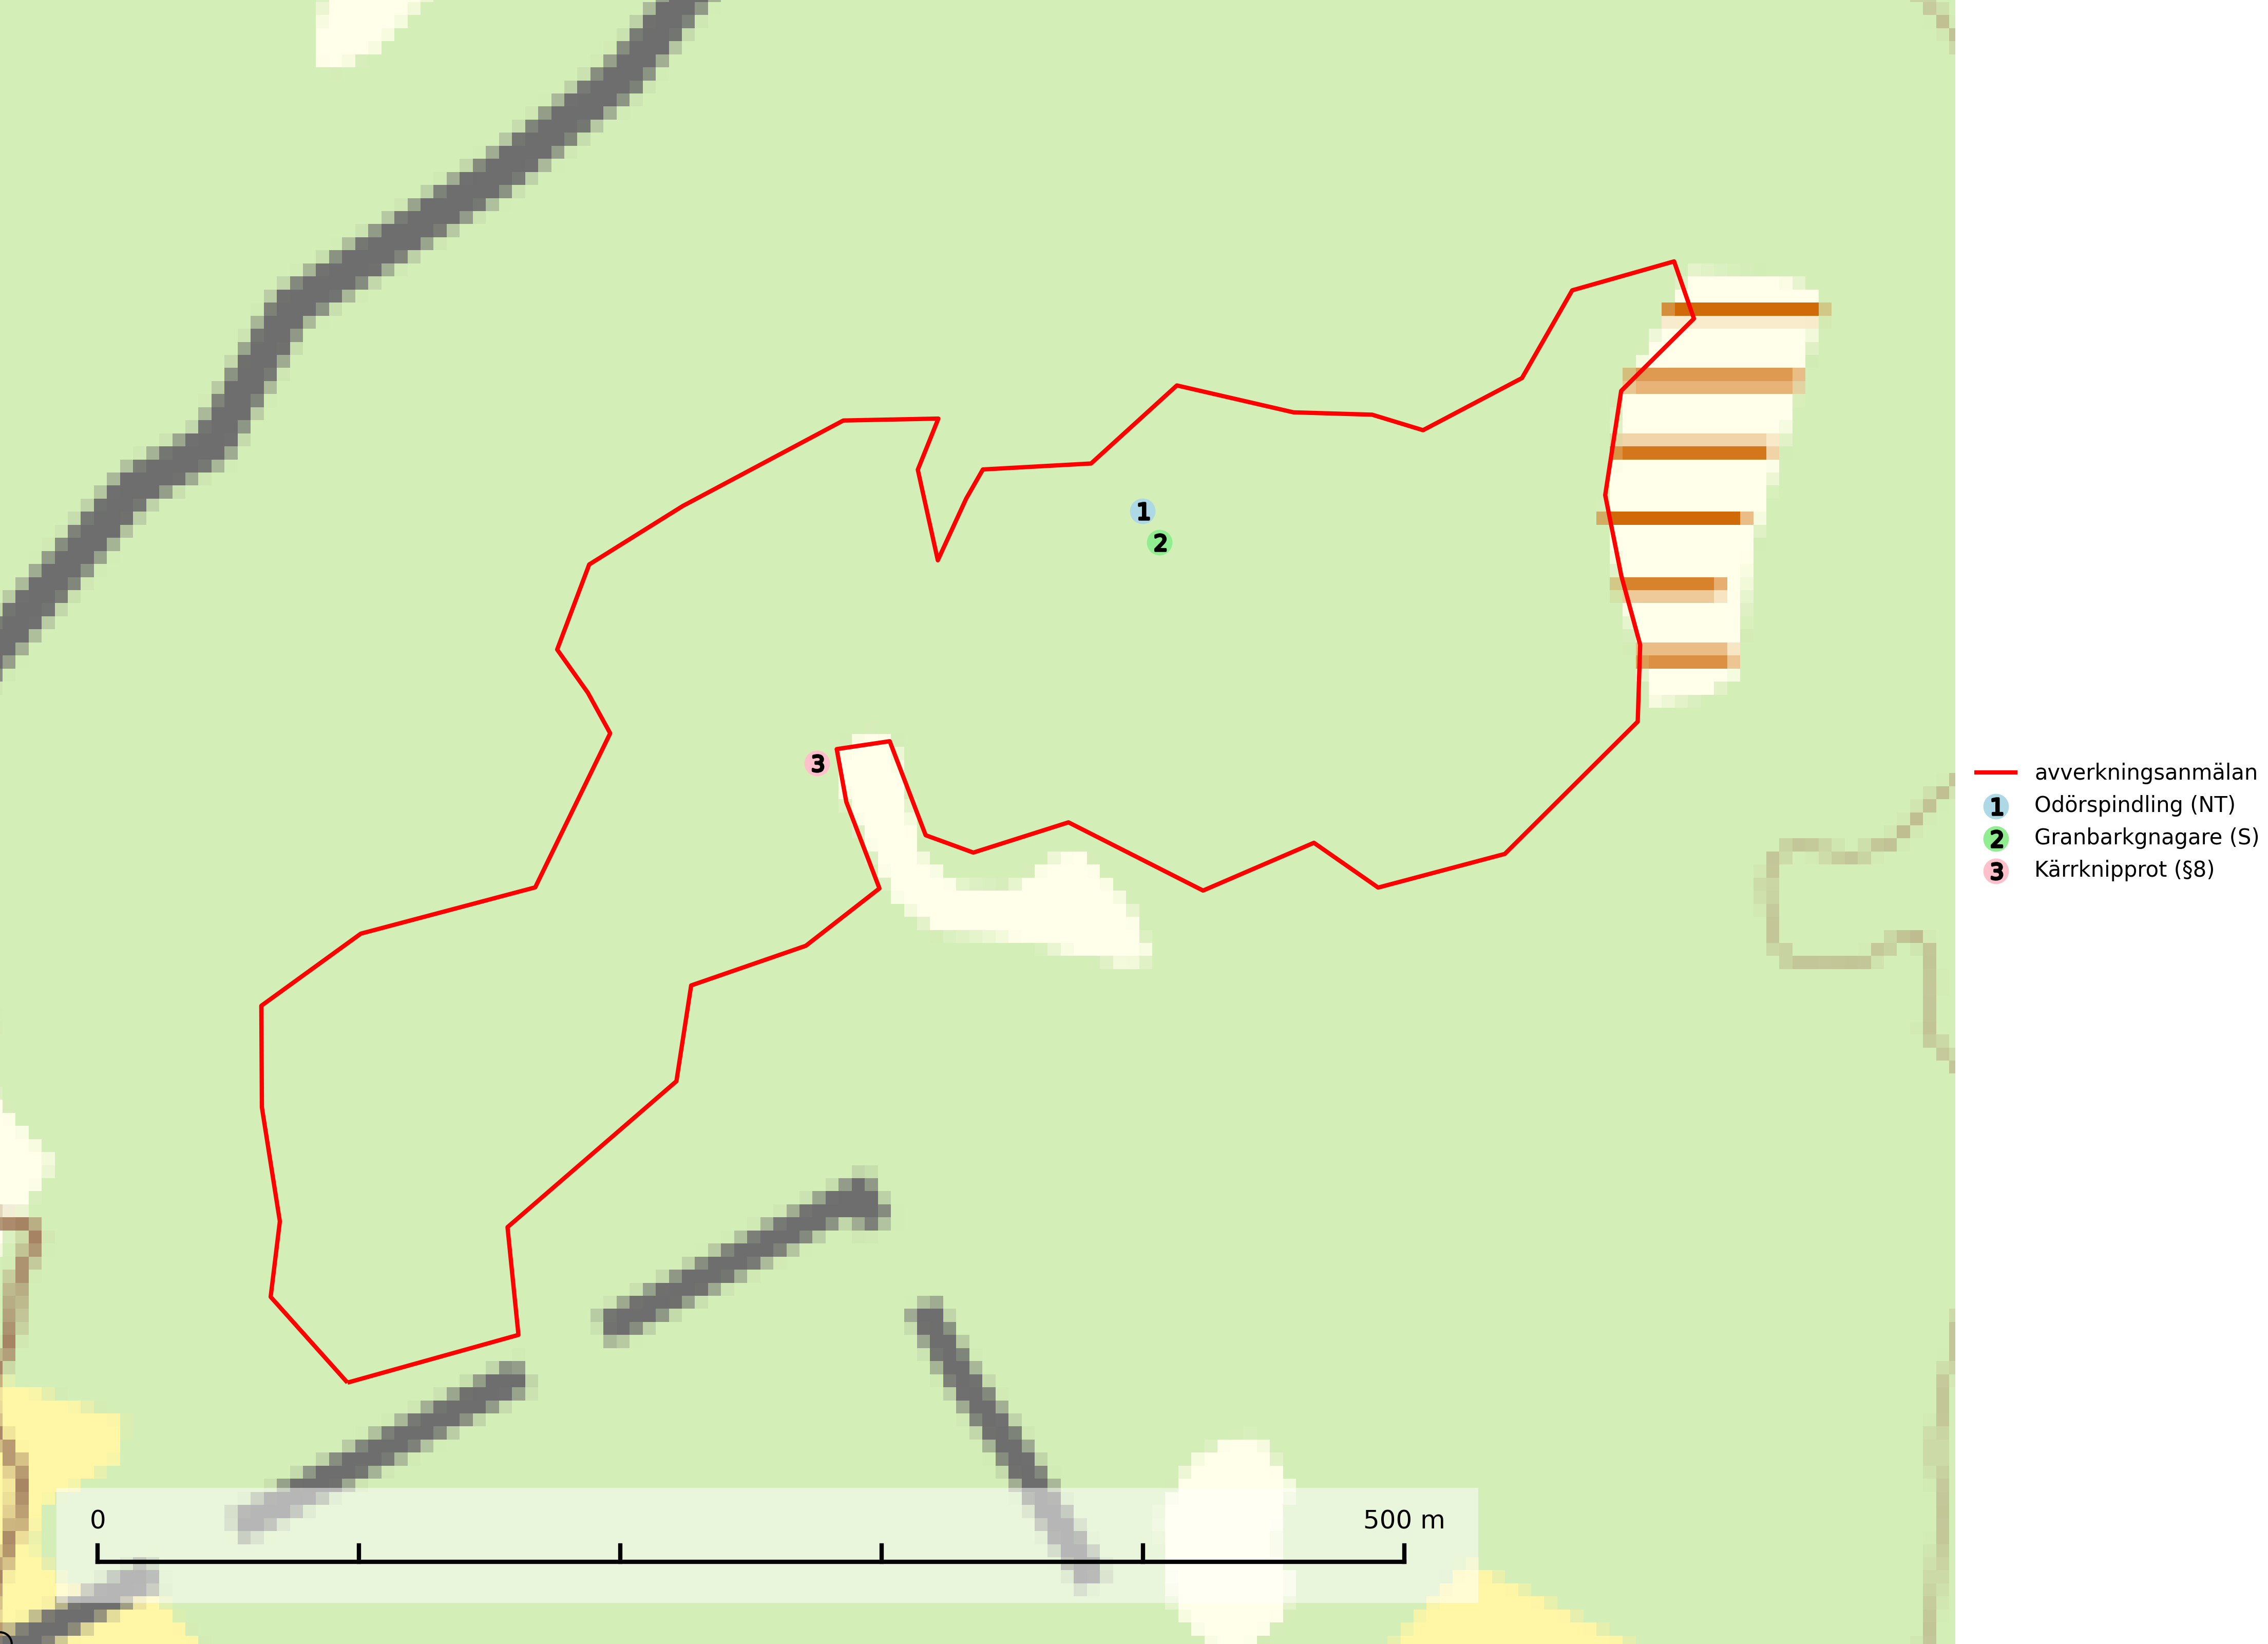 1
2
3
avverkningsanmälan
1 Odörspindling (NT)
2 Granbarkgnagare (S)
3 Kärrknipprot (§8)
0 500 m